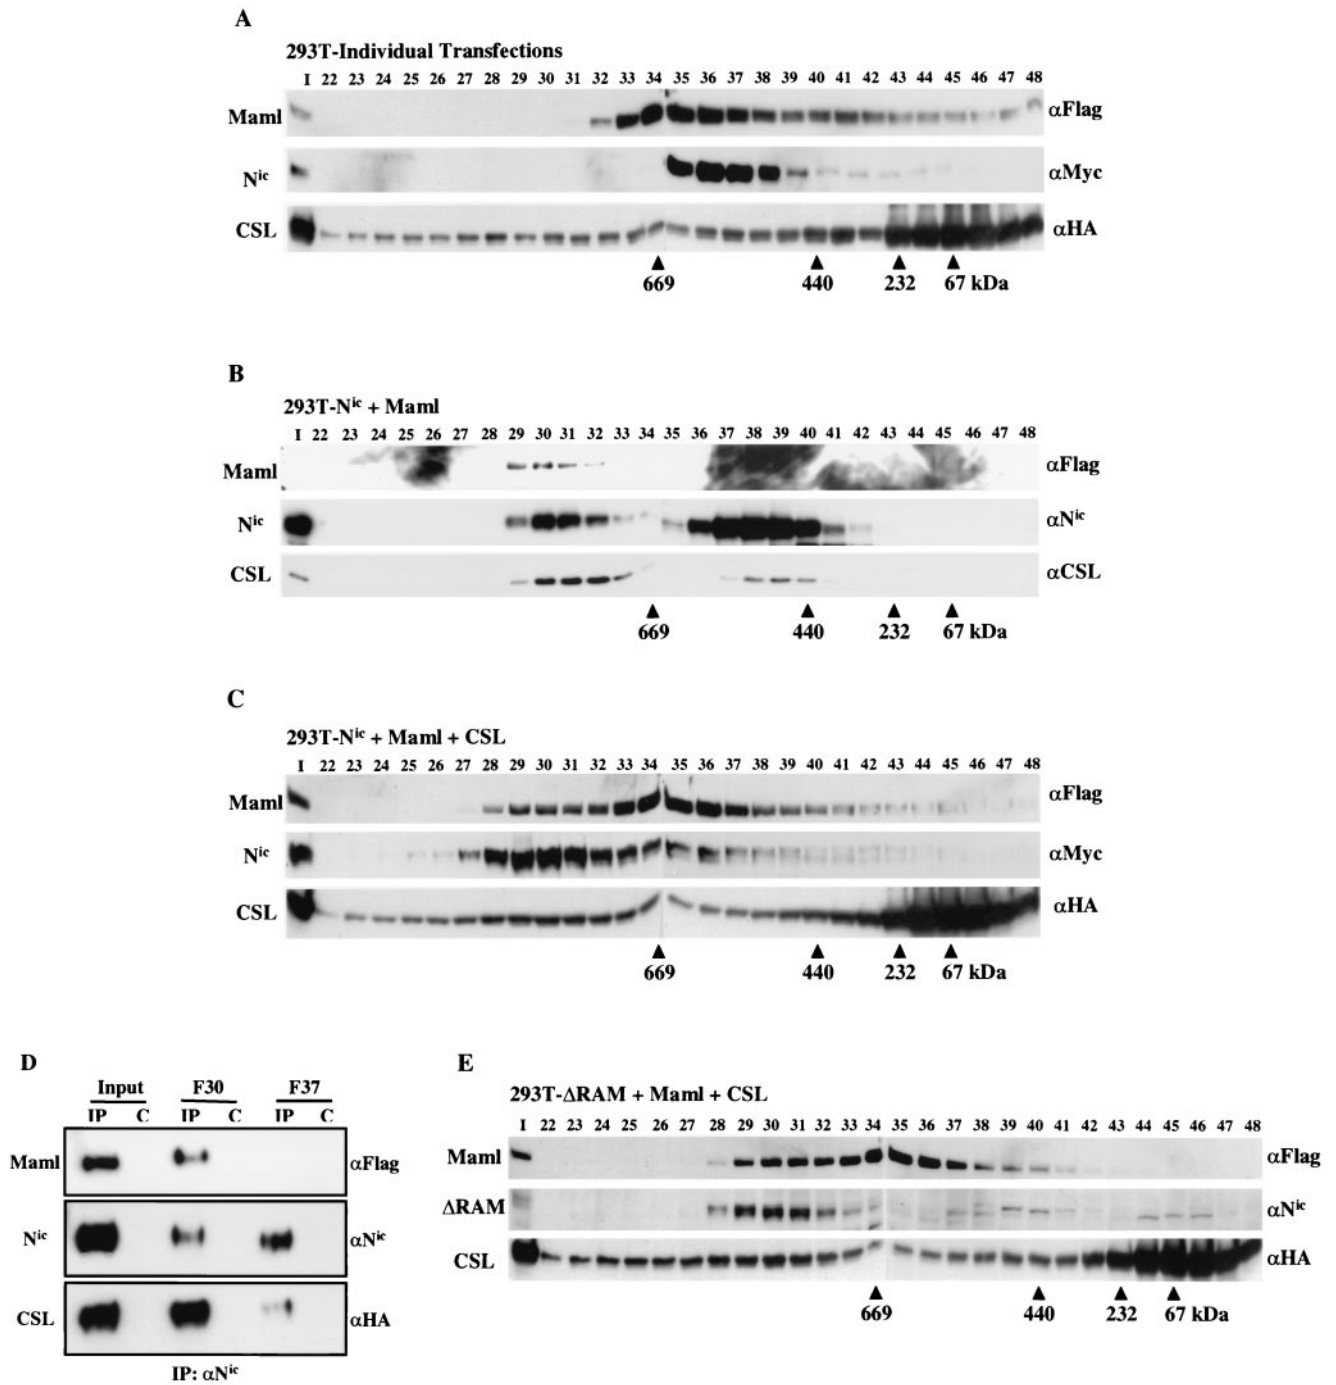 A
293T-Individual Transfections
I 22 23 24 25 26 27 28 29 30 31 32 33 34 35 36 37 38 39 40 41 42 43 44 45 46 47 48
Maml αFlag
Nic αMyc
CSL αHA
669 440 232 67 kDa
B
293T-Nic + Maml
I 22 23 24 25 26 27 28 29 30 31 32 33 34 35 36 37 38 39 40 41 42 43 44 45 46 47 48
Maml αFlag
Nic αNic
CSL αCSL
669 440 232 67 kDa
C
293T-Nic + Maml + CSL
I 22 23 24 25 26 27 28 29 30 31 32 33 34 35 36 37 38 39 40 41 42 43 44 45 46 47 48
Maml αFlag
Nic αMyc
CSL αHA
669 440 232 67 kDa
D
Input F30 F37
IP C IP C IP C
Maml αFlag
Nic αNic
CSL αHA
IP: αNic
E
293T-ΔRAM + Maml + CSL
I 22 23 24 25 26 27 28 29 30 31 32 33 34 35 36 37 38 39 40 41 42 43 44 45 46 47 48
Maml αFlag
ΔRAM αNic
CSL αHA
669 440 232 67 kDa